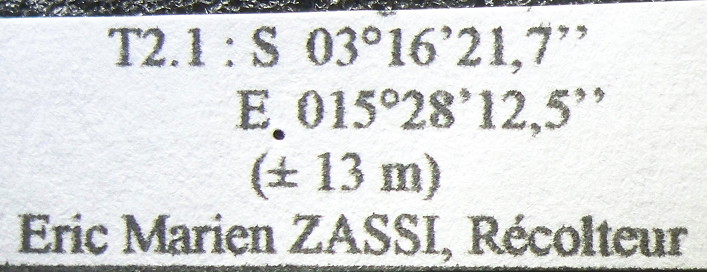 T2.1 : S 03°16’21,7’’
E 015°28’12,5’’
(± 13 m)
Eric Marien ZASSI, Récolteur